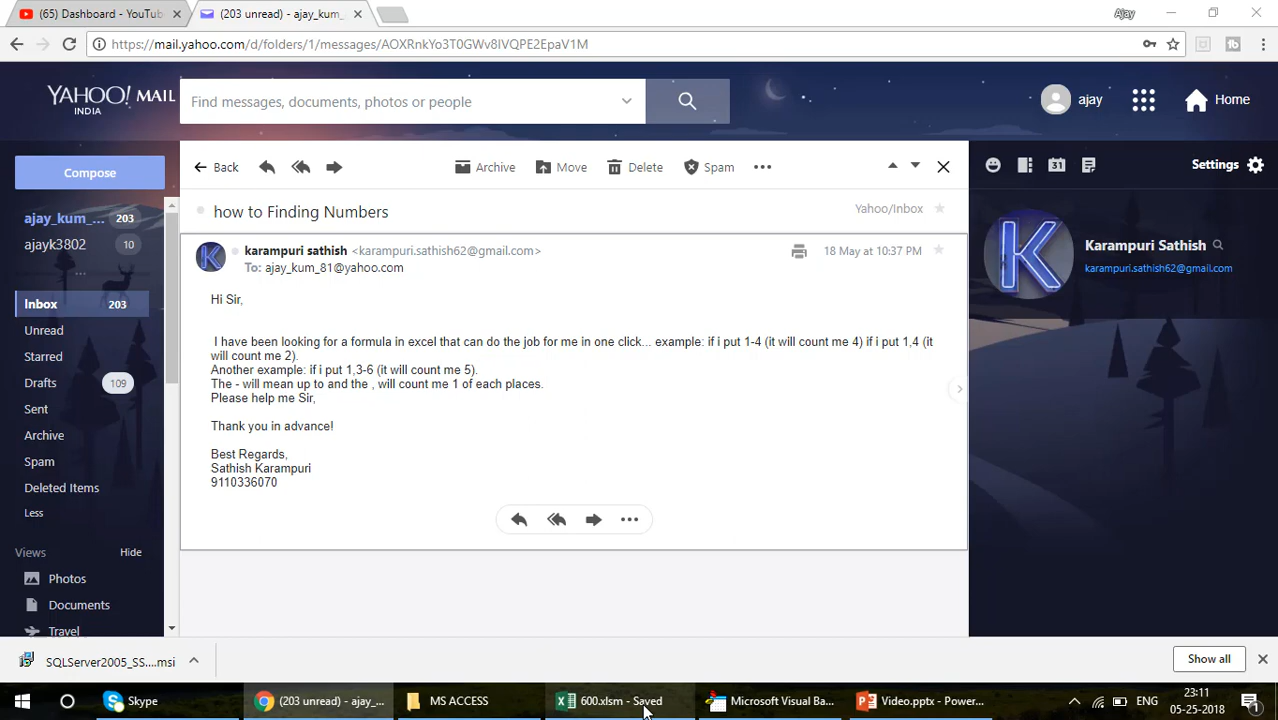 (65) Dashboard - YouTub
(203 unread) - ajay_kum_
Ajay
https://mail.yahoo.com/d/folders/1/messages/AOXRnkYo3T0GWv8IVQPE2EpaV1M
YAHOO! MAIL
INDIA
Find messages, documents, photos or people
ajay
Home
Compose
Back
Archive
Move
Delete
Spam
31
Settings
ajay_kum_... 203
ajayk3802 10
Inbox 203
Unread
Starred
Drafts 119
Sent
Archive
Spam
Deleted Items
Less
Views Hide
Photos
Documents
Travel
how to Finding Numbers
Yahoo/Inbox
K
karampuri sathish <karampuri.sathish62@gmail.com>
18 May at 10:37 PM
To: ajay_kum_81@yahoo.com
Hi Sir,
I have been looking for a formula in excel that can do the job for me in one click... example: if i put 1-4 (it will count me 4) if i put 1,4 (it
will count me 2).
Another example: if i put 1,3-6 (it will count me 5).
The - will mean up to and the , will count me 1 of each places.
Please help me Sir,
Thank you in advance!
Best Regards,
Sathish Karampuri
9110336070
K
Karampuri Sathish
karampuri.sathish62@gmail.com
SQLServer2005_SS....msi
Show all
Skype
(203 unread) - ajay_...
MS ACCESS
600.xlsm - Saved
Microsoft Visual Ba...
Video.pptx - Power...
ENG
23:11
05-25-2018
1